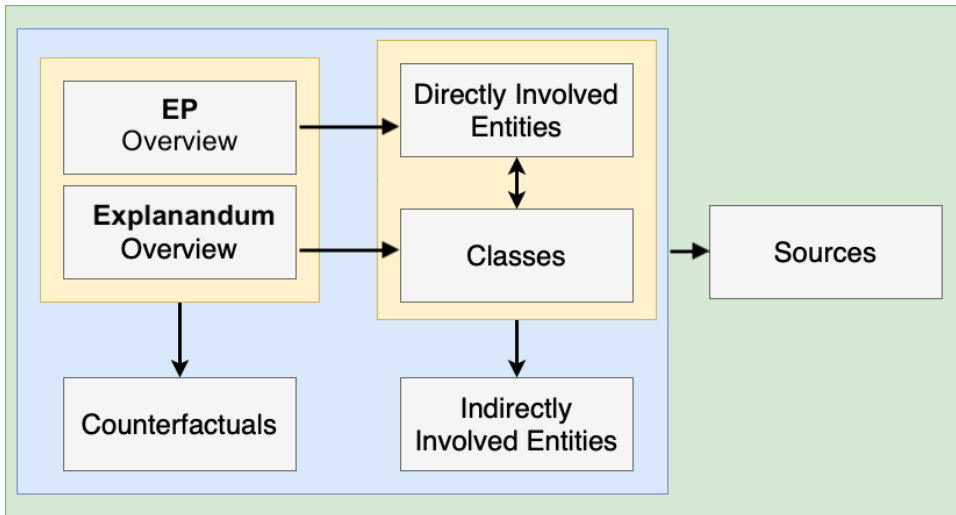 EP
Overview
Explanandum
Overview
Directly Involved
Entities
Classes
Sources
Counterfactuals
Indirectly
Involved Entities